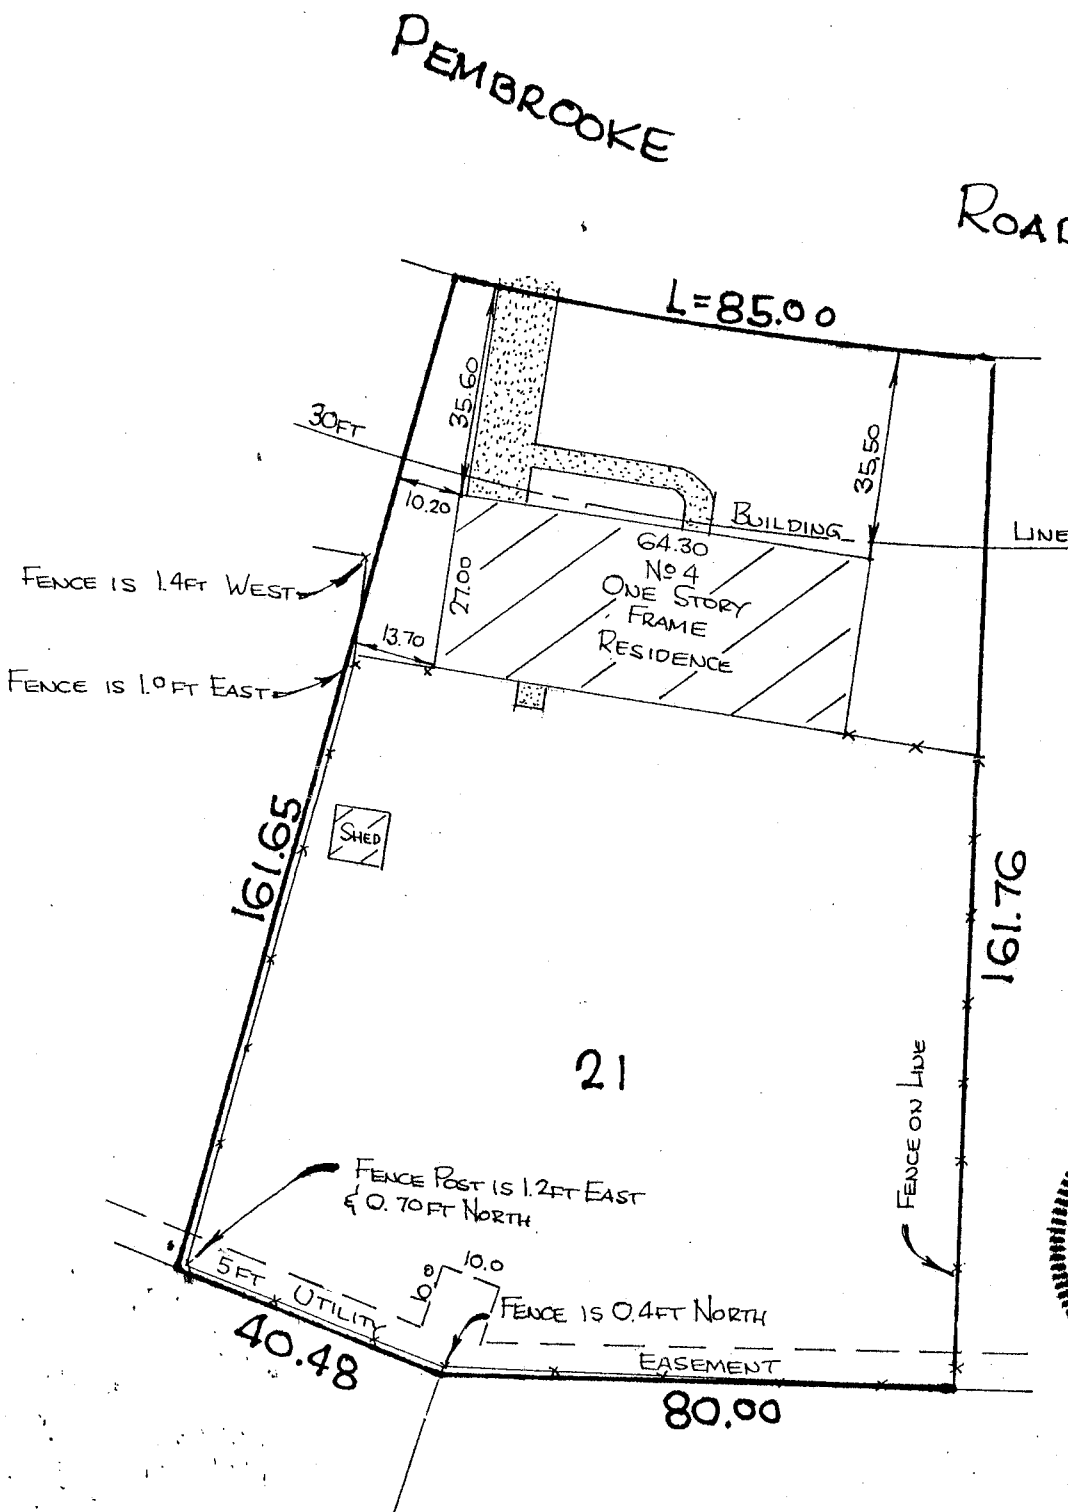 PEMBROOKE
ROAD
L=85.00
35.60
30FT
35.50
10.20
BUILDING
LINE
64.30
No 4
ONE STORY
FRAME
RESIDENCE
27.00
FENCE IS 1.4FT WEST
13.70
FENCE IS 1.0FT EAST
161.65
SHED
161.76
21
FENCE ON LINE
FENCE POST IS 1.2FT EAST
& 0.70FT NORTH
5FT UTILITY
10.0
10.0
FENCE IS 0.4FT NORTH
EASEMENT
40.48
80.00